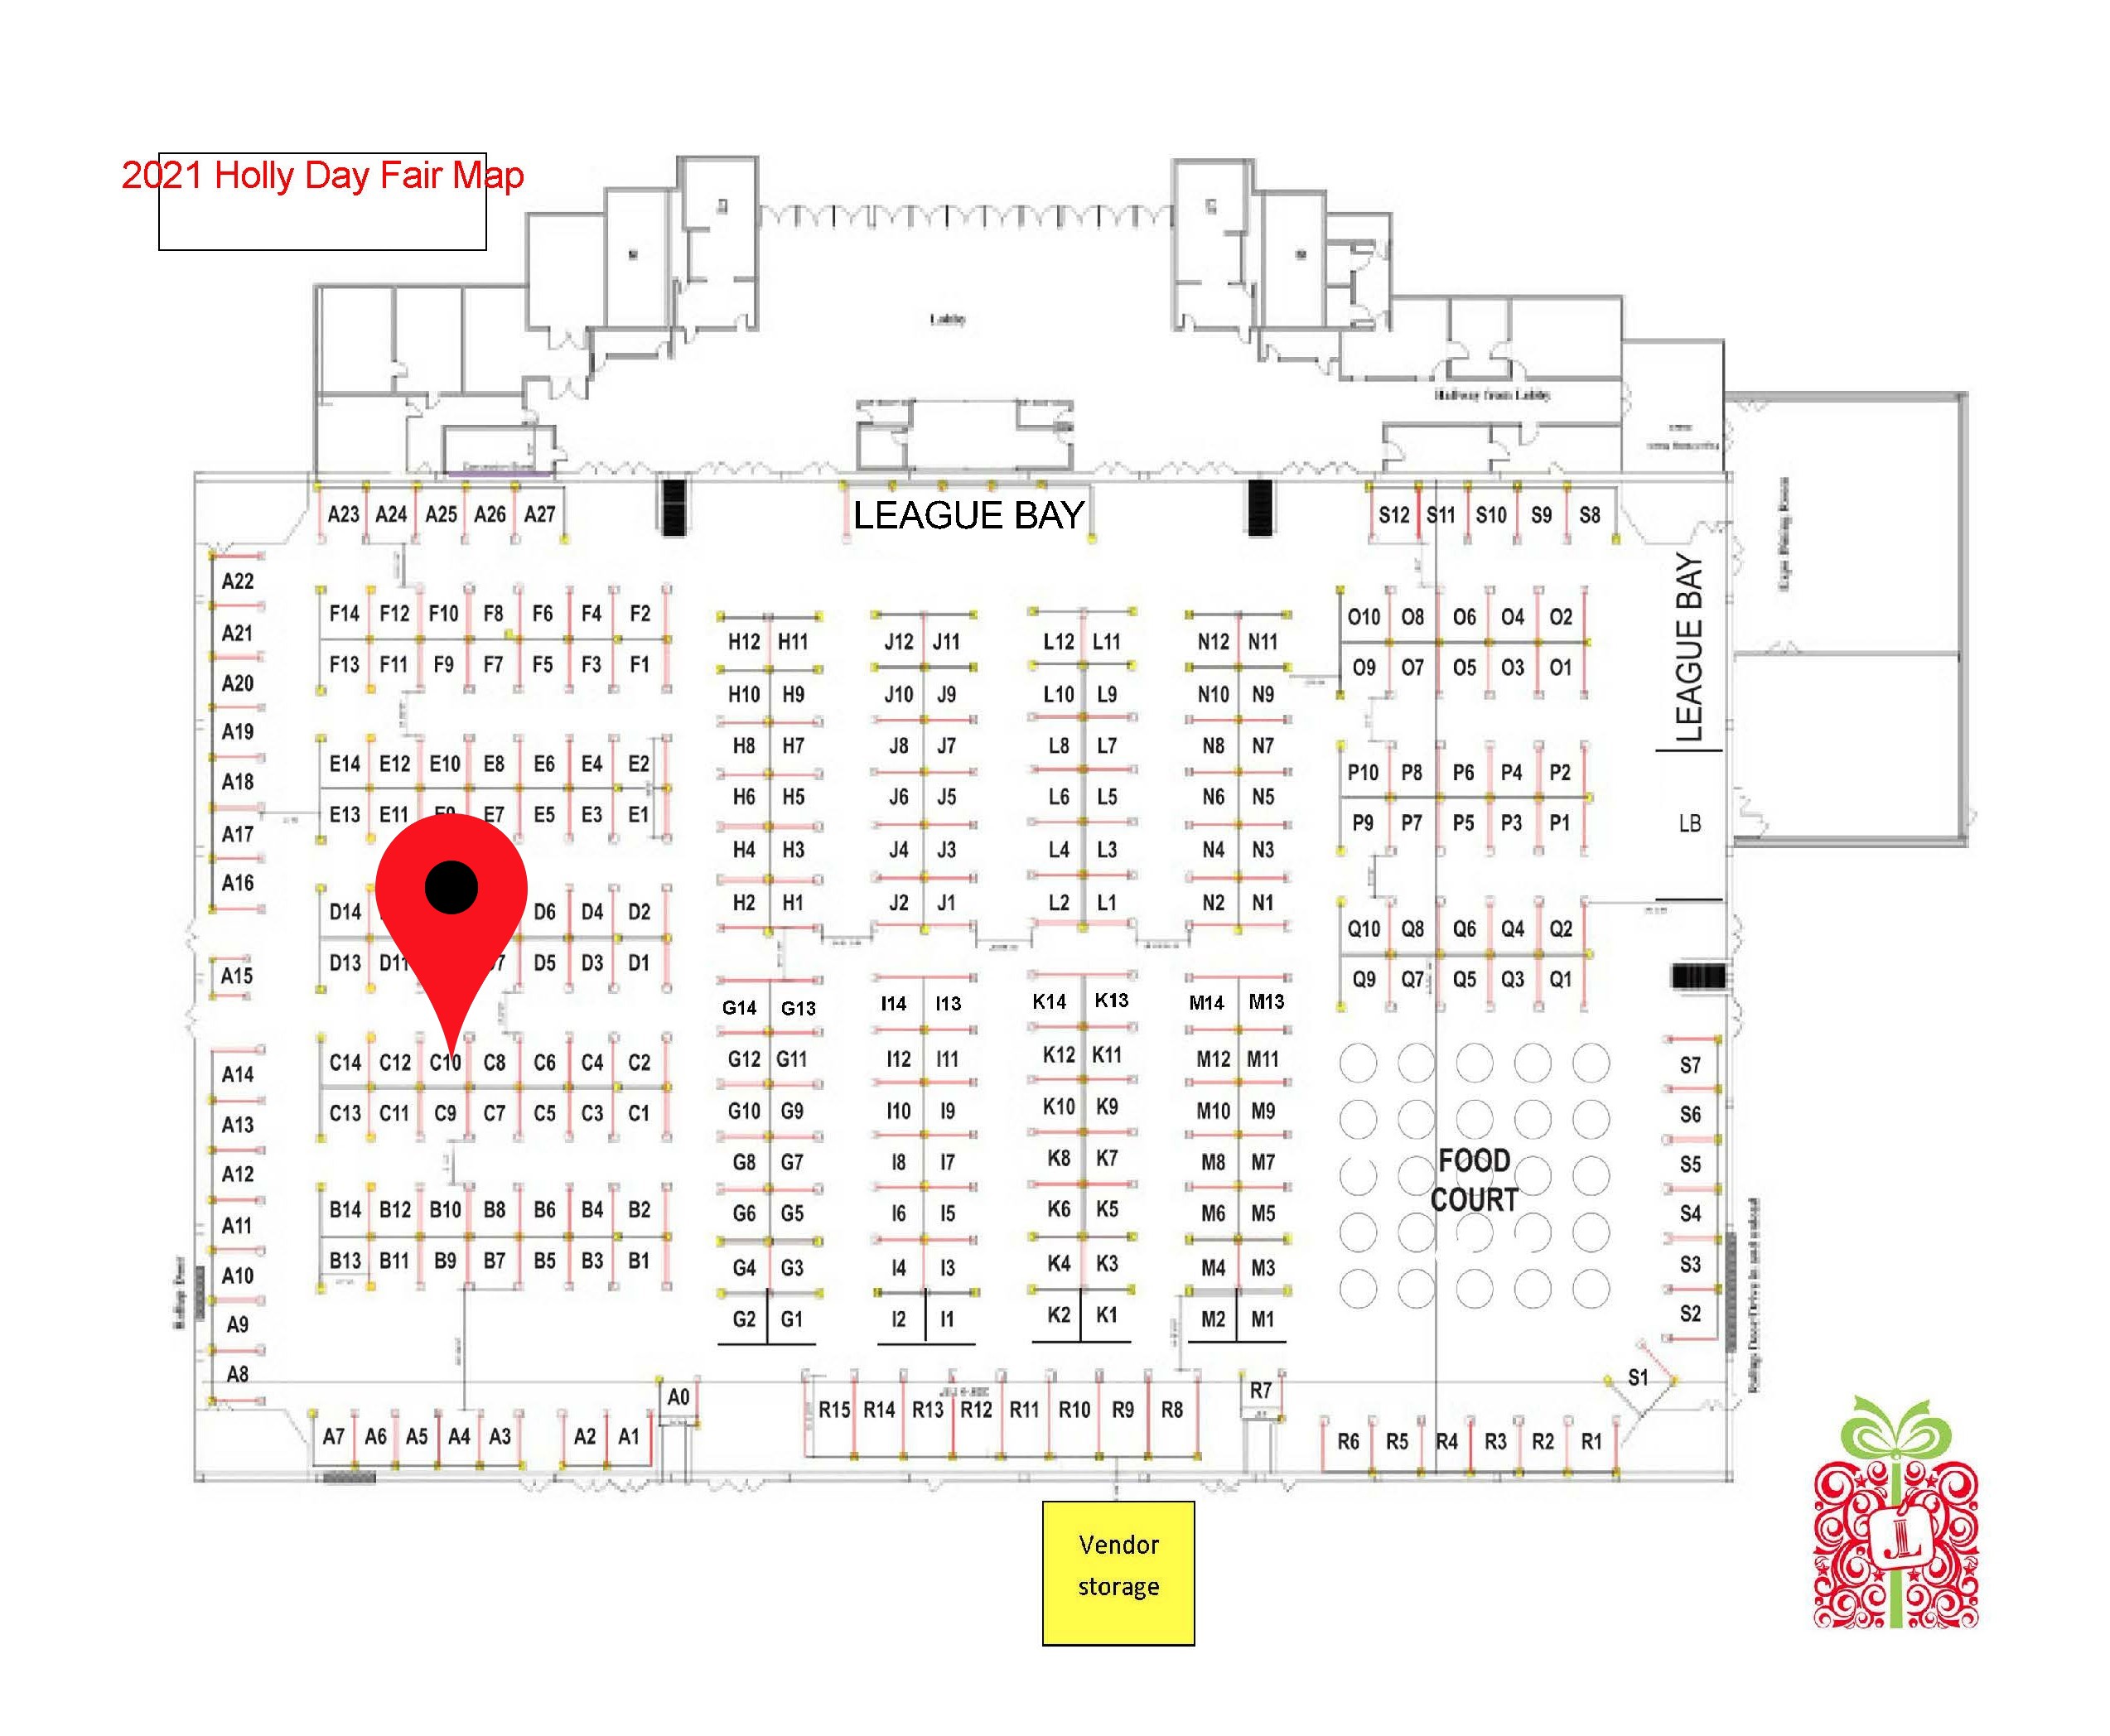 2021 Holly Day Fair Map
Lobby
Hallway from Lobby
LEAGUE BAY
A23 A24 A25 A26 A27
S12 S11 S10 S9 S8
A22
A21
A20
A19
A18
A17
A16
A15
A14
A13
A12
A11
A10
A9
A8
F14 F12 F10 F8 F6 F4 F2
F13 F11 F9 F7 F5 F3 F1
E14 E12 E10 E8 E6 E4 E2
E13 E11 E9 E7 E5 E3 E1
D14 D6 D4 D2
D13 D11 D5 D3 D1
C14 C12 C10 C8 C6 C4 C2
C13 C11 C9 C7 C5 C3 C1
B14 B12 B10 B8 B6 B4 B2
B13 B11 B9 B7 B5 B3 B1
H12 H11
H10 H9
H8 H7
H6 H5
H4 H3
H2 H1
G14 G13
G12 G11
G10 G9
G8 G7
G6 G5
G4 G3
G2 G1
J12 J11
J10 J9
J8 J7
J6 J5
J4 J3
J2 J1
I14 I13
I12 I11
I10 I9
I8 I7
I6 I5
I4 I3
I2 I1
L12 L11
L10 L9
L8 L7
L6 L5
L4 L3
L2 L1
K14 K13
K12 K11
K10 K9
K8 K7
K6 K5
K4 K3
K2 K1
N12 N11
N10 N9
N8 N7
N6 N5
N4 N3
N2 N1
M14 M13
M12 M11
M10 M9
M8 M7
M6 M5
M4 M3
M2 M1
O10 O8 O6 O4 O2
O9 O7 O5 O3 O1
P10 P8 P6 P4 P2
P9 P7 P5 P3 P1
Q10 Q8 Q6 Q4 Q2
Q9 Q7 Q5 Q3 Q1
LEAGUE BAY
LB
FOOD
COURT
S7
S6
S5
S4
S3
S2
S1
A7 A6 A5 A4 A3 A2 A1
A0
R15 R14 R13 R12 R11 R10 R9 R8
R7
R6 R5 R4 R3 R2 R1
Vendor
storage
JL